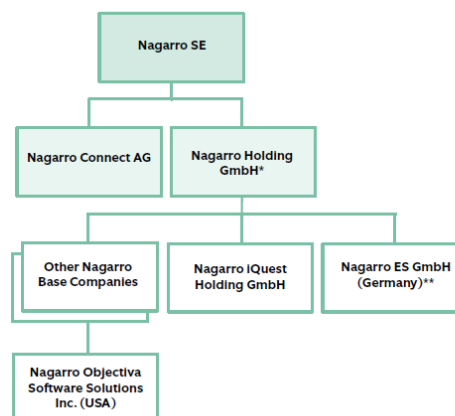 Nagarro SE
Nagarro Connect AG
Nagarro Holding
GmbH*
Other Nagarro
Base Companies
Nagarro iQuest
Holding GmbH
Nagarro ES GmbH
(Germany)**
Nagarro Objectiva
Software Solutions
Inc. (USA)